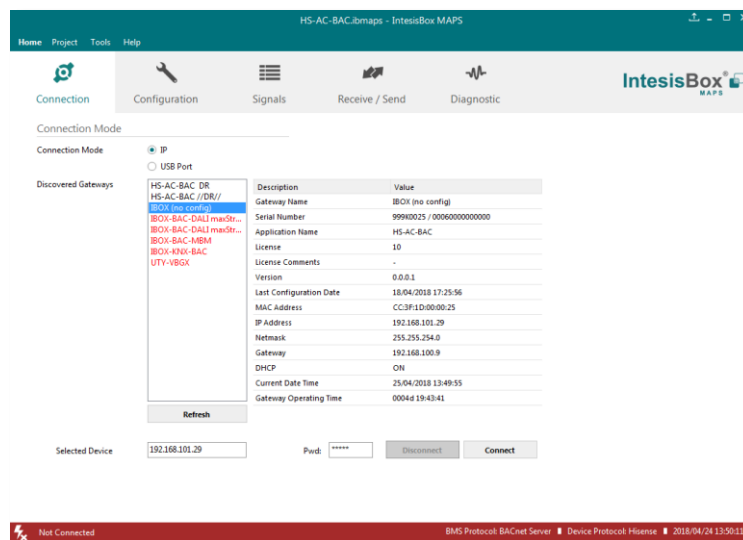 HS-AC-BAC.ibmaps - IntesisBox MAPS
Home Project Tools Help
Connection
Configuration
Signals
Receive / Send
Diagnostic
IntesisBox®
MAPS
Connection Mode
Connection Mode
IP
USB Port
Discovered Gateways
HS-AC-BAC DR
HS-AC-BAC //DR//
IBOX (no config)
IBOX-BAC-DALI maxStr...
IBOX-BAC-DALI maxStr...
IBOX-BAC-MBM
IBOX-KNX-BAC
UTY-VBGX
Refresh
Description Value
Gateway Name IBOX (no config)
Serial Number 999K0025 / 00060000000000
Application Name HS-AC-BAC
License 10
License Comments -
Version 0.0.0.1
Last Configuration Date 18/04/2018 17:25:56
MAC Address CC:3F:1D:00:00:25
IP Address 192.168.101.29
Netmask 255.255.254.0
Gateway 192.168.100.9
DHCP ON
Current Date Time 25/04/2018 13:49:55
Gateway Operating Time 0004d 19:43:41
Selected Device 192.168.101.29 Pwd: ***** Disconnect Connect
Not Connected BMS Protocol: BACnet Server Device Protocol: Hisense 2018/04/24 13:50:11